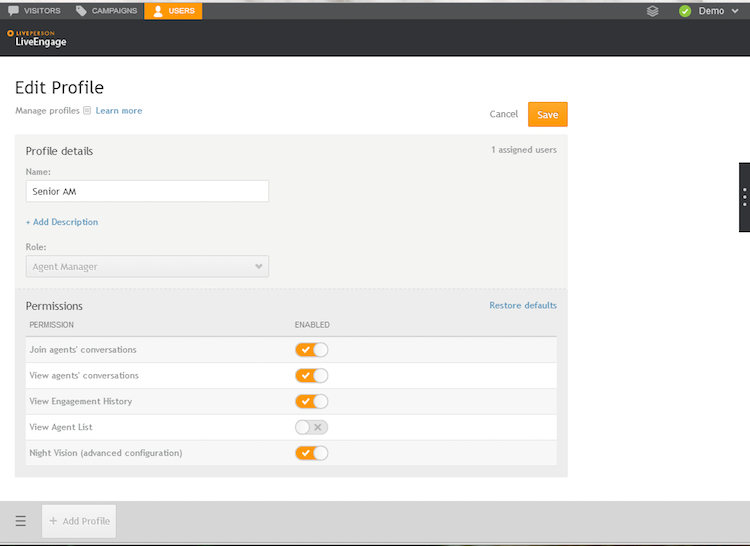 VISITORS CAMPAIGNS USERS Demo
LIVEPERSON
LiveEngage
Edit Profile
Manage profiles Learn more
Cancel Save
Profile details 1 assigned users
Name:
Senior AM
+ Add Description
Role:
Agent Manager
Permissions Restore defaults
PERMISSION ENABLED
Join agents' conversations
View agents' conversations
View Engagement History
View Agent List
Night Vision (advanced configuration)
+ Add Profile